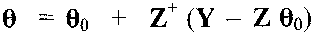 θ = θ₀ + Z⁺ (Y − Z θ₀)